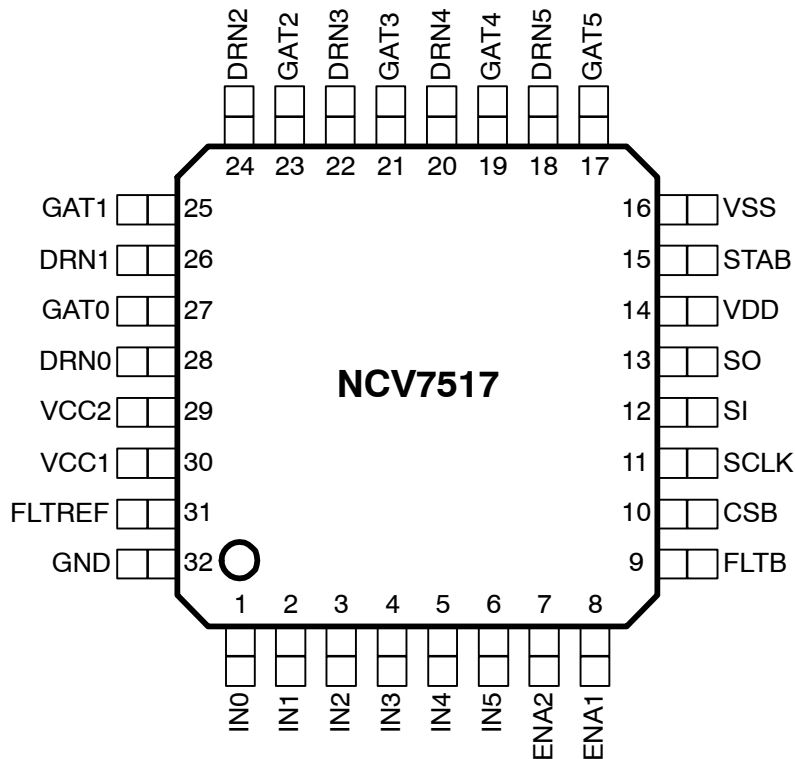 DRN2 GAT2 DRN3 GAT3 DRN4 GAT4 DRN5 GAT5
24 23 22 21 20 19 18 17
GAT1 25 16 VSS
DRN1 26 15 STAB
GAT0 27 14 VDD
DRN0 28 13 SO
NCV7517
VCC2 29 12 SI
VCC1 30 11 SCLK
FLTREF 31 10 CSB
GND 32 9 FLTB
1 2 3 4 5 6 7 8
IN0 IN1 IN2 IN3 IN4 IN5 ENA2 ENA1